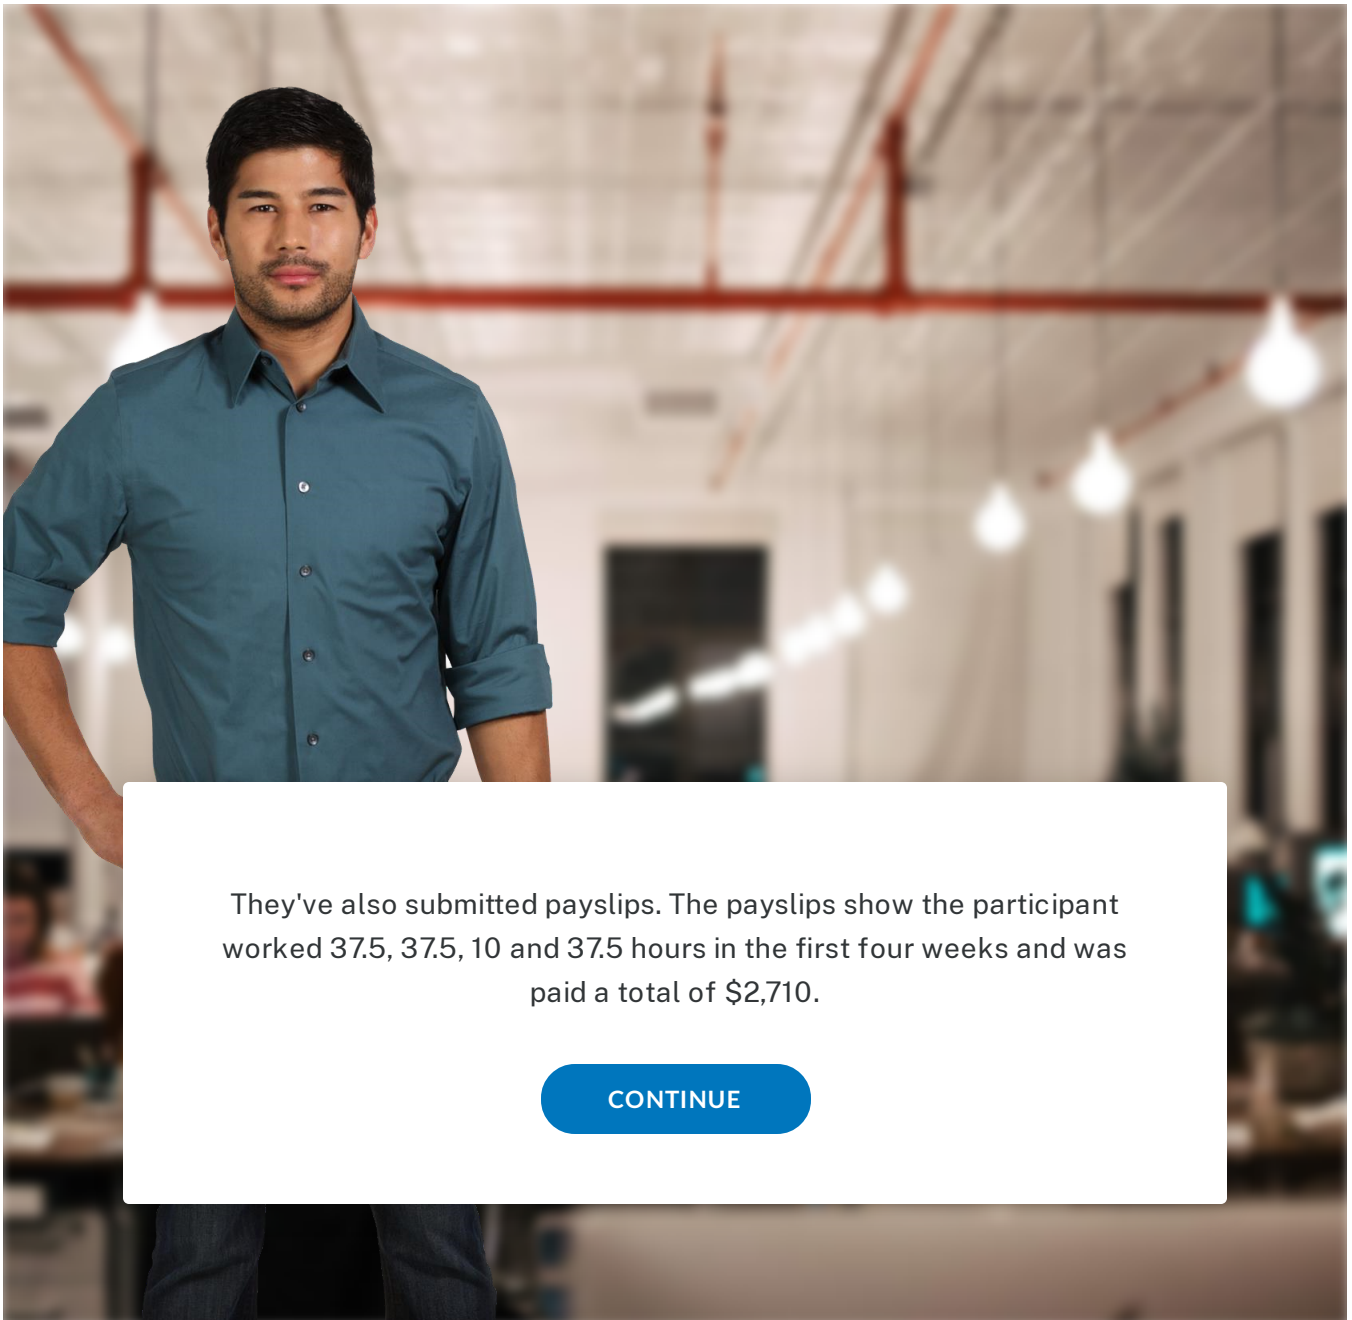 They've also submitted payslips. The payslips show the participant
worked 37.5, 37.5, 10 and 37.5 hours in the first four weeks and was
paid a total of $2,710.
CONTINUE